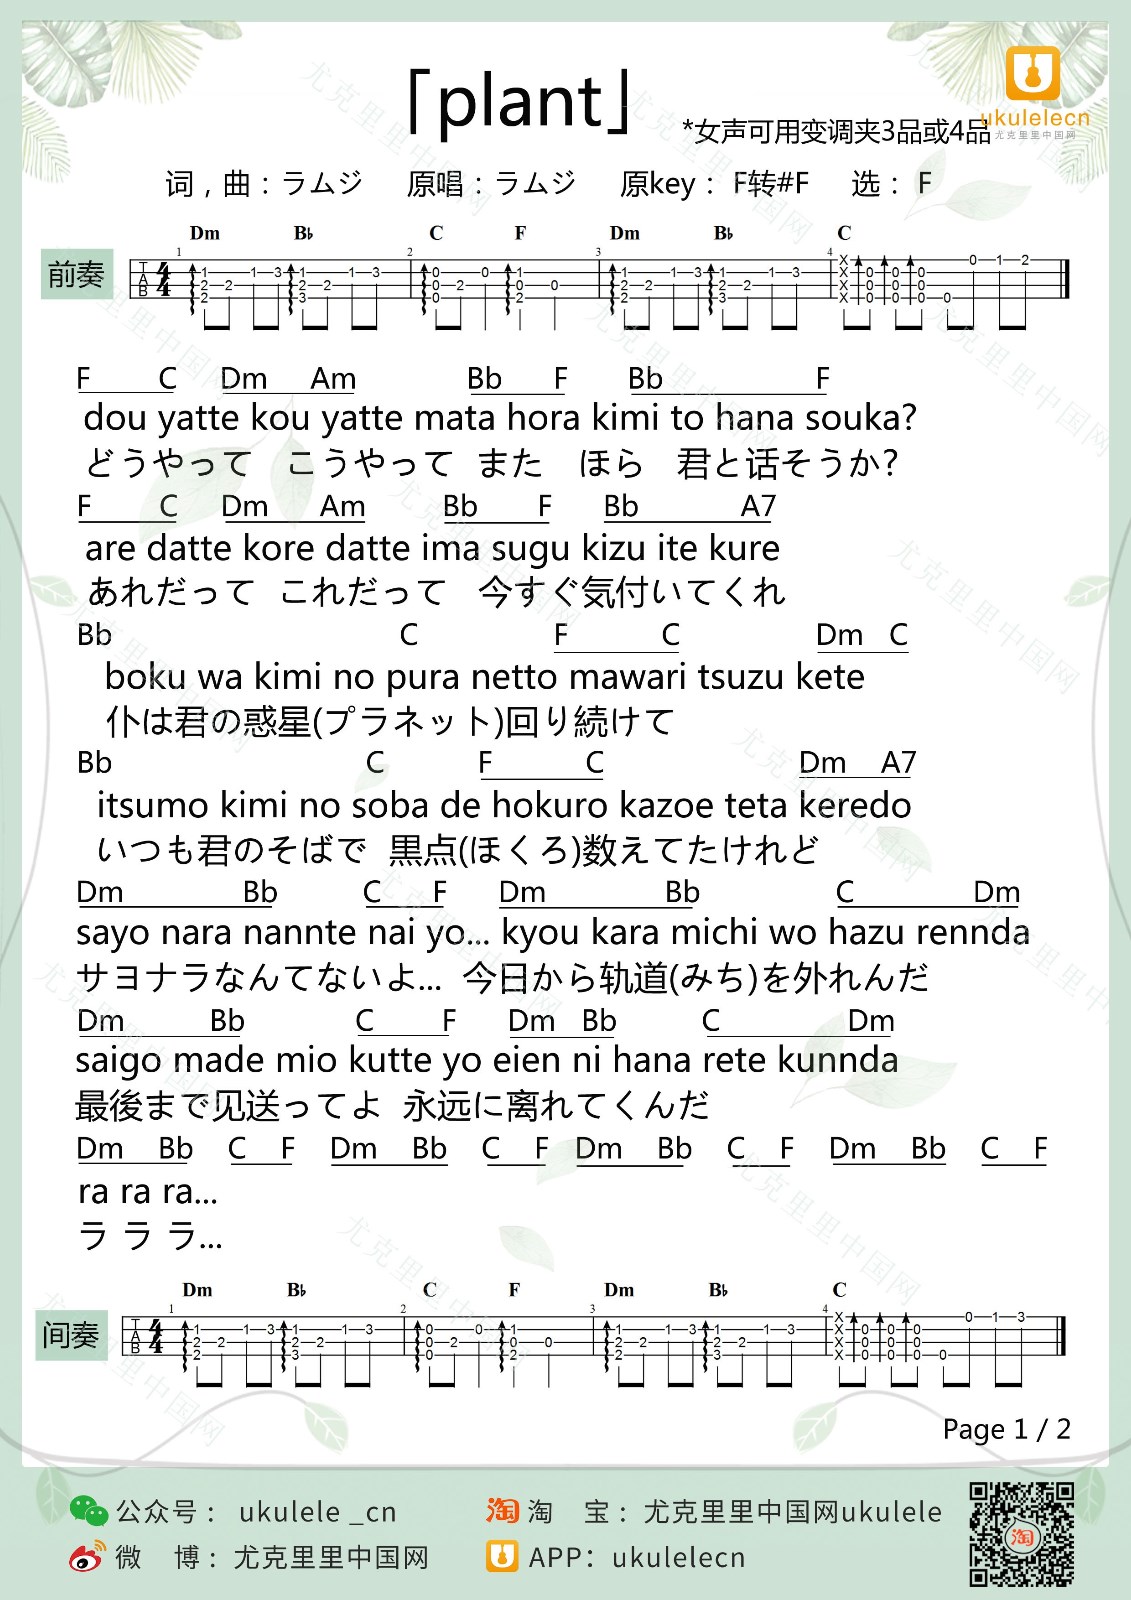 「plant」
ukulelecn
尤克里里中国网
*女声可用变调夹3品或4品
词，曲：ラムジ 原唱：ラムジ 原key： F转#F 选： F
Dm B♭ C F Dm B♭ C
前奏
F C Dm Am Bb F Bb F
dou yatte kou yatte mata hora kimi to hana souka?
どうやって こうやって また ほら 君と话そうか?
F C Dm Am Bb F Bb A7
are datte kore datte ima sugu kizu ite kure
あれだって これだって 今すぐ気付いてくれ
Bb C F C Dm C
boku wa kimi no pura netto mawari tsuzu kete
仆は君の惑星(プラネット)回り続けて
Bb C F C Dm A7
itsumo kimi no soba de hokuro kazoe teta keredo
いつも君のそばで 黒点(ほくろ)数えてたけれど
Dm Bb C F Dm Bb C Dm
sayo nara nannte nai yo... kyou kara michi wo hazu rennda
サヨナラなんてないよ... 今日から轨道(みち)を外れんだ
Dm Bb C F Dm Bb C Dm
saigo made mio kutte yo eien ni hana rete kunnda
最後まで见送ってよ 永远に离れてくんだ
Dm Bb C F Dm Bb C F Dm Bb C F Dm Bb C F
ra ra ra...
ラ ラ ラ...
Dm B♭ C F Dm B♭ C
间奏
Page 1 / 2
公众号： ukulele _cn
淘 淘 宝：尤克里里中国网ukulele
微 博：尤克里里中国网
APP：ukulelecn
淘